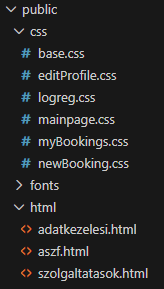 public
css
# base.css
# editProfile.css
# logreg.css
# mainpage.css
# myBookings.css
# newBooking.css
fonts
html
<> adatkezelesi.html
<> aszf.html
<> szolgaltatasok.html